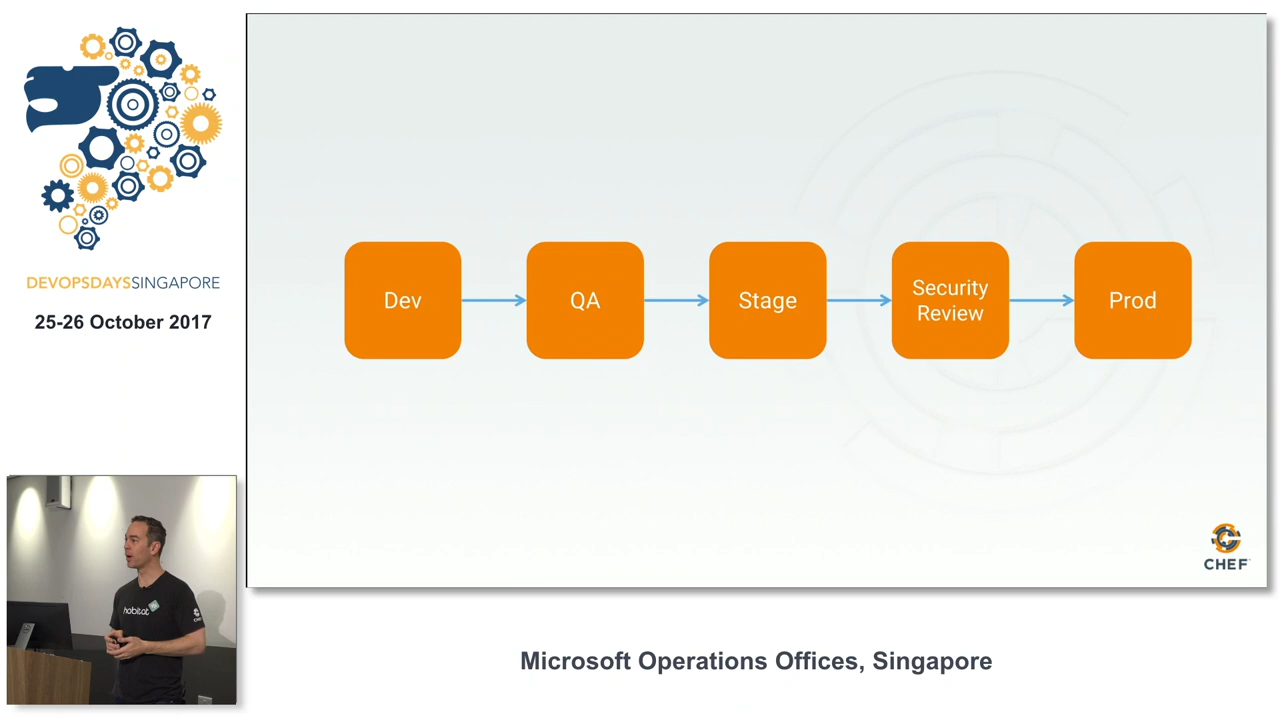 DEVOPSDAYSSINGAPORE
25-26 October 2017
Dev
QA
Stage
Security
Review
Prod
CHEF
habitat
Microsoft Operations Offices, Singapore